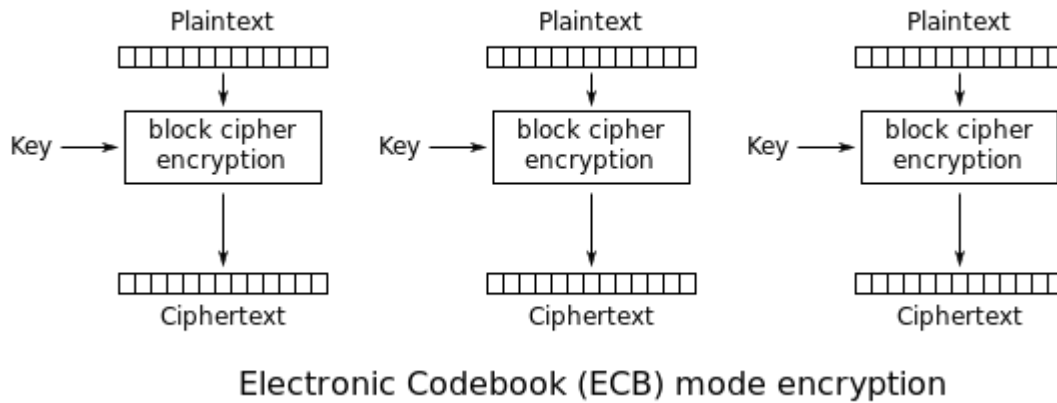 Plaintext
Plaintext
Plaintext
Key
block cipher
encryption
Key
block cipher
encryption
Key
block cipher
encryption
Ciphertext
Ciphertext
Ciphertext
Electronic Codebook (ECB) mode encryption